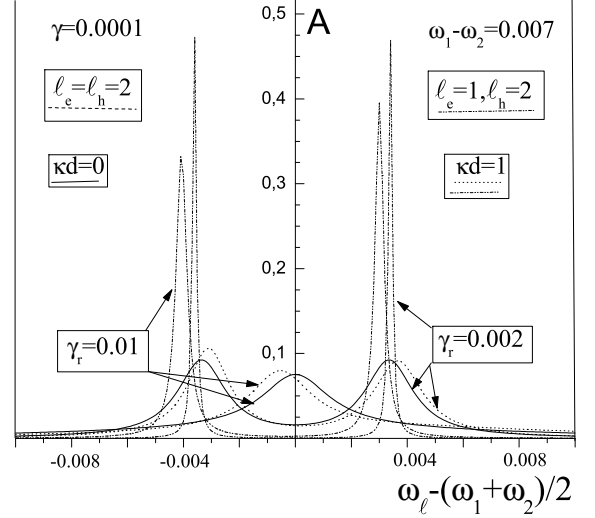 0,5
A
γ=0.0001
ω₁-ω₂=0.007
ℓₑ=ℓₕ=2
0,4
ℓₑ=1,ℓₕ=2
κd=0
0,3
κd=1
0,2
γᵣ=0.01
0,1
γᵣ=0.002
-0.008
-0.004
0.004
0.008
ω_ℓ-(ω₁+ω₂)/2